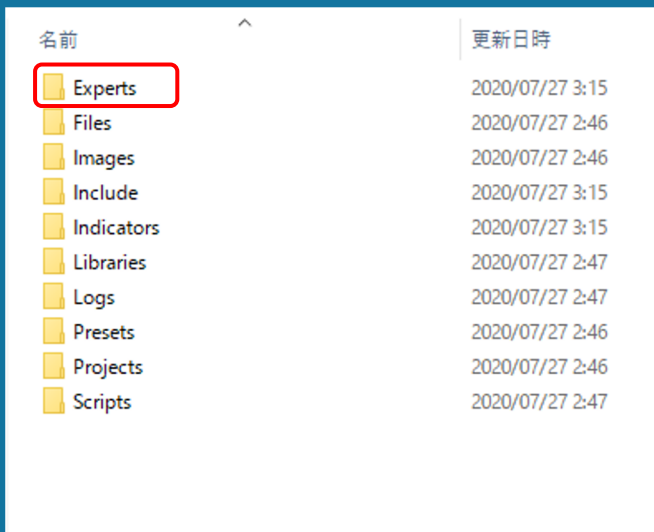 名前 更新日時
Experts 2020/07/27 3:15
Files 2020/07/27 2:46
Images 2020/07/27 2:46
Include 2020/07/27 3:15
Indicators 2020/07/27 3:15
Libraries 2020/07/27 2:47
Logs 2020/07/27 2:47
Presets 2020/07/27 2:46
Projects 2020/07/27 2:46
Scripts 2020/07/27 2:47